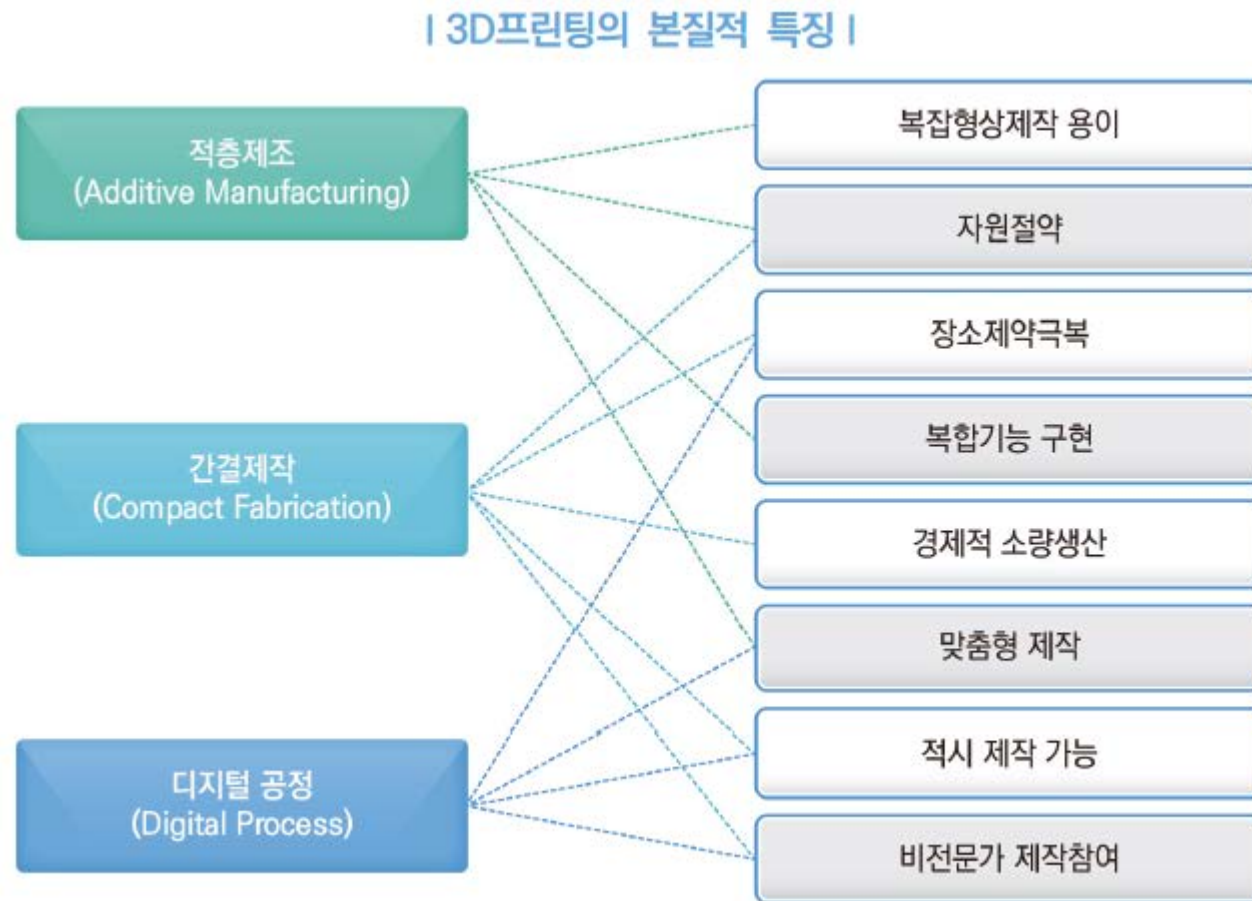 | 3D프린팅의 본질적 특징 |
적층제조
(Additive Manufacturing)
간결제작
(Compact Fabrication)
디지털 공정
(Digital Process)
복잡형상제작 용이
자원절약
장소제약극복
복합기능 구현
경제적 소량생산
맞춤형 제작
적시 제작 가능
비전문가 제작참여